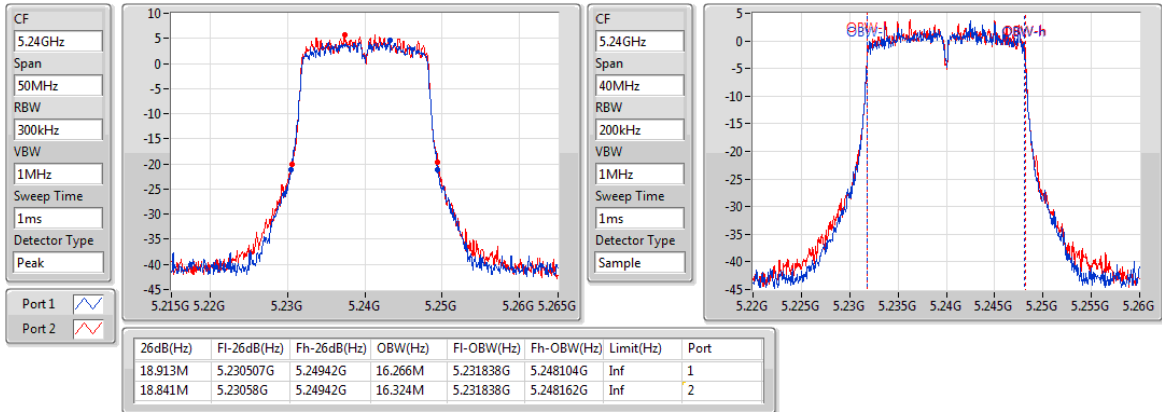 CF
5.24GHz
Span
50MHz
RBW
300kHz
VBW
1MHz
Sweep Time
1ms
Detector Type
Peak
Port 1
Port 2
10
5
0
-5
-10
-15
-20
-25
-30
-35
-40
-45
5.215G 5.22G 5.23G 5.24G 5.25G 5.26G 5.265G
CF
5.24GHz
Span
40MHz
RBW
200kHz
VBW
1MHz
Sweep Time
1ms
Detector Type
Sample
5
0
-5
-10
-15
-20
-25
-30
-35
-40
-45
OBW-l
OBW-h
5.22G 5.225G 5.23G 5.235G 5.24G 5.245G 5.25G 5.255G 5.26G
26dB(Hz) Fl-26dB(Hz) Fh-26dB(Hz) OBW(Hz) Fl-OBW(Hz) Fh-OBW(Hz) Limit(Hz) Port
18.913M 5.230507G 5.24942G 16.266M 5.231838G 5.248104G Inf 1
18.841M 5.23058G 5.24942G 16.324M 5.231838G 5.248162G Inf 2